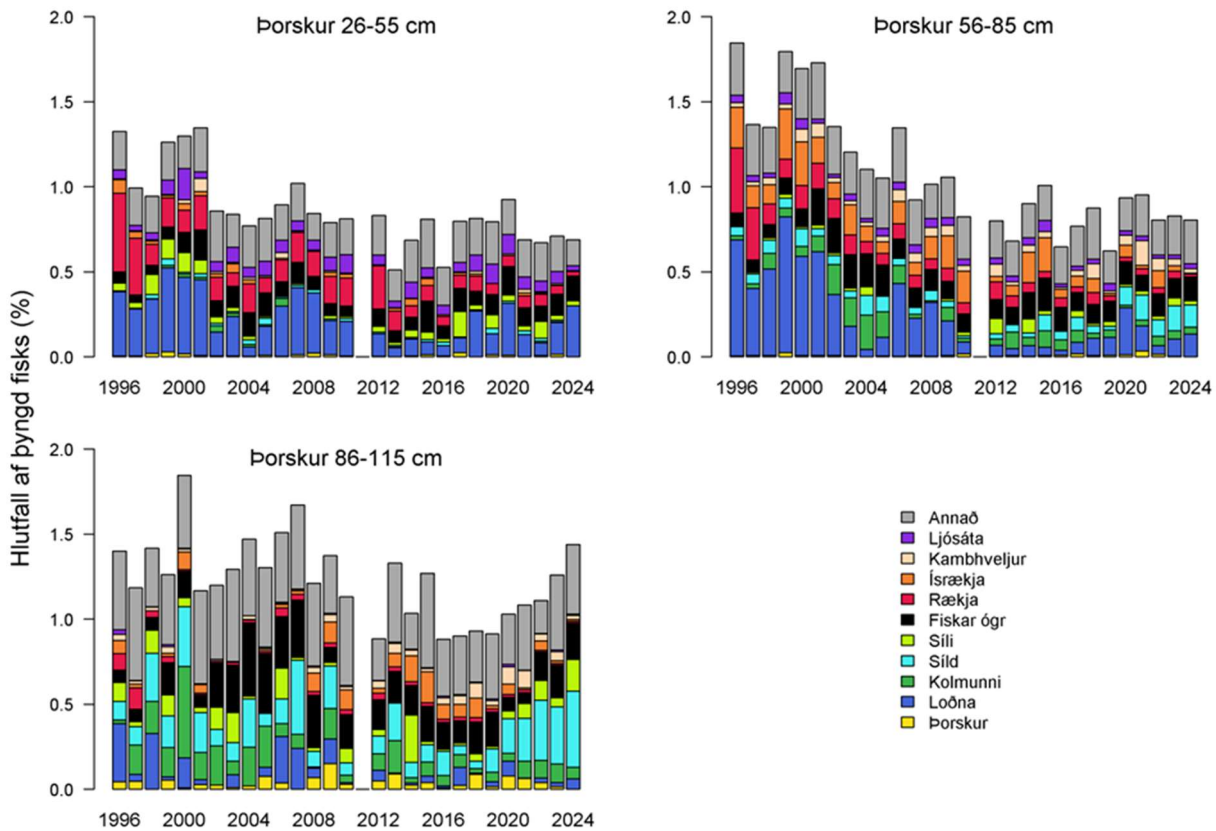 Hlutfall af þyngd fisks (%)
Þorskur 26-55 cm
2.0
1.5
1.0
0.5
0.0
1996 2000 2004 2008 2012 2016 2020 2024
Þorskur 56-85 cm
2.0
1.5
1.0
0.5
0.0
1996 2000 2004 2008 2012 2016 2020 2024
Þorskur 86-115 cm
2.0
1.5
1.0
0.5
0.0
1996 2000 2004 2008 2012 2016 2020 2024
Annað
Ljósáta
Kambhveljur
Ísrækja
Rækja
Fiskar ógr
Síli
Síld
Kolmunni
Loðna
Þorskur